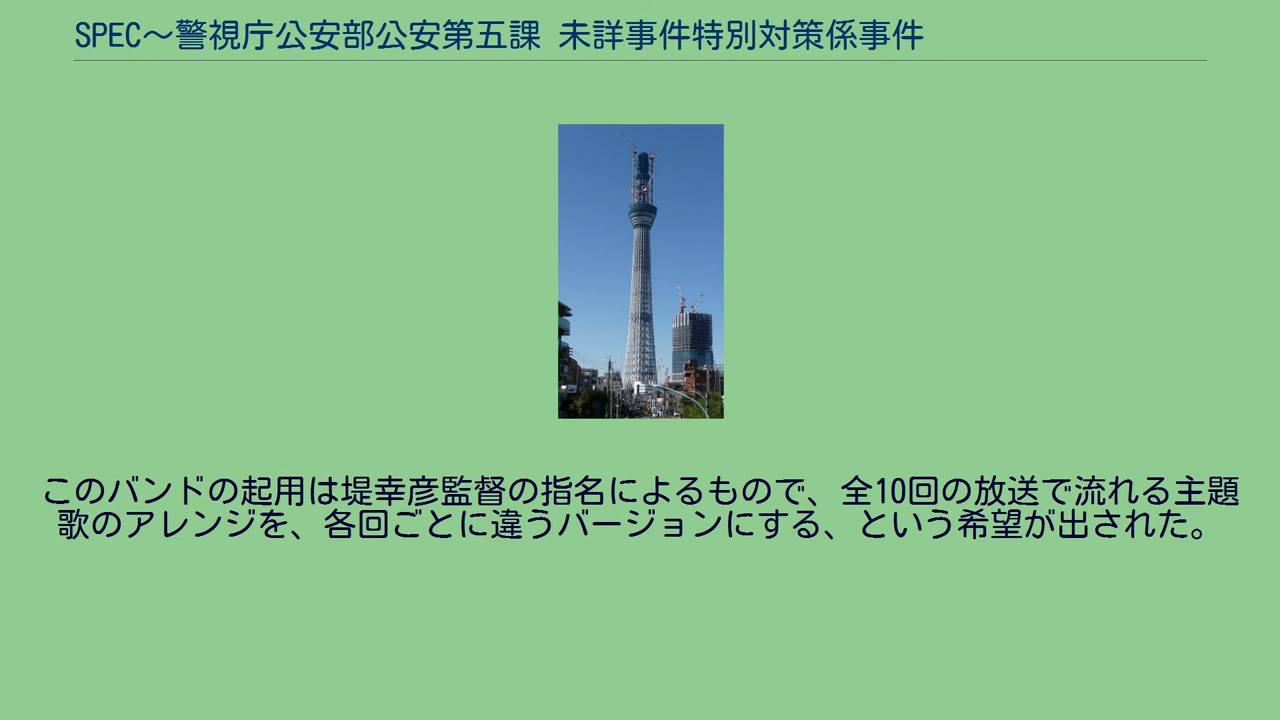 SPEC～警視庁公安部公安第五課 未詳事件特別対策係事件
このバンドの起用は堤幸彦監督の指名によるもので、全10回の放送で流れる主題
歌のアレンジを、各回ごとに違うバージョンにする、という希望が出された。